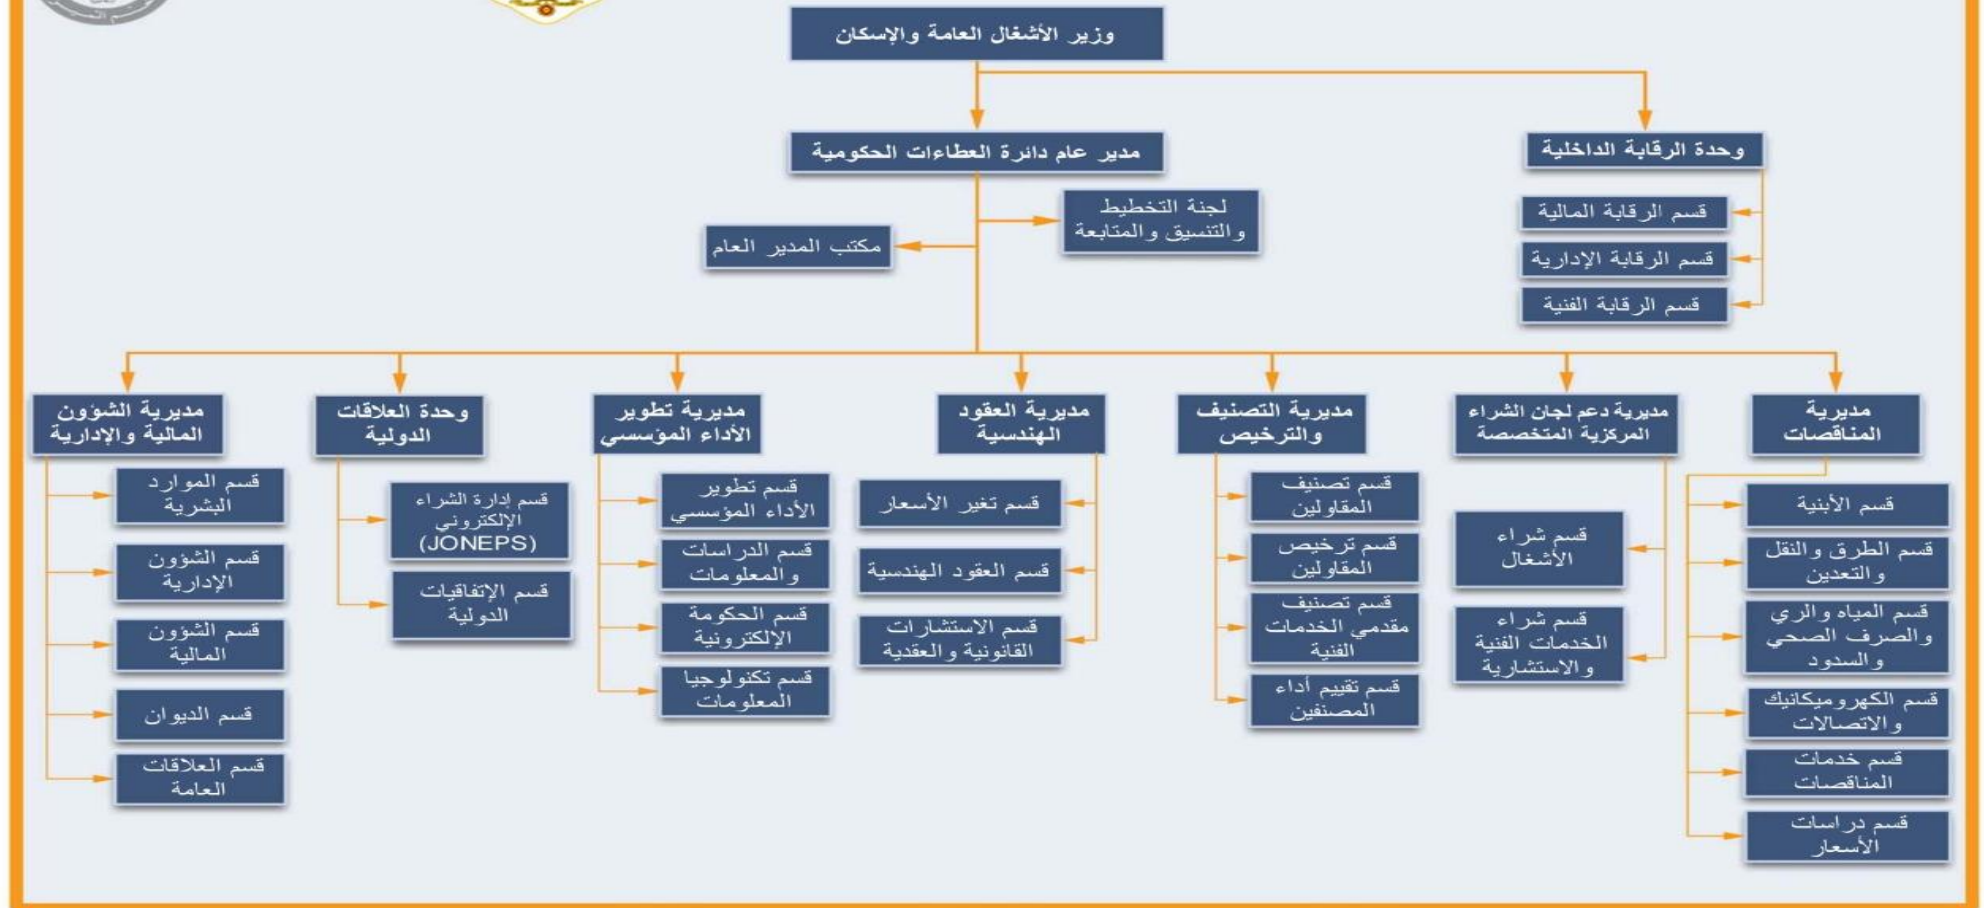 وزير الأشغال العامة والإسكان
مدير عام دائرة العطاءات الحكومية
وحدة الرقابة الداخلية
قسم الرقابة المالية
قسم الرقابة الإدارية
قسم الرقابة الفنية
لجنة التخطيط
والتنسيق والمتابعة
مكتب المدير العام
مديرية
المناقصات
قسم الأبنية
قسم الطرق والنقل
والتعدين
قسم المياه والري
والصرف الصحي
والسدود
قسم الكهروميكانيك
والاتصالات
قسم خدمات
المناقصات
قسم دراسات
الأسعار
مديرية دعم لجان الشراء
المركزية المتخصصة
قسم شراء
الأشغال
قسم شراء
الخدمات الفنية
والاستشارية
مديرية التصنيف
والترخيص
قسم تصنيف
المقاولين
قسم ترخيص
المقاولين
قسم تصنيف
مقدمي الخدمات
الفنية
قسم تقييم أداء
المصنفين
مديرية العقود
الهندسية
قسم تغير الأسعار
قسم العقود الهندسية
قسم الاستشارات
القانونية والعقدية
مديرية تطوير
الأداء المؤسسي
قسم تطوير
الأداء المؤسسي
قسم الدراسات
والمعلومات
قسم الحكومة
الإلكترونية
قسم تكنولوجيا
المعلومات
وحدة العلاقات
الدولية
قسم إدارة الشراء
الإلكتروني
(JONEPS)
قسم الإتفاقيات
الدولية
مديرية الشؤون
المالية والإدارية
قسم الموارد
البشرية
قسم الشؤون
الإدارية
قسم الشؤون
المالية
قسم الديوان
قسم العلاقات
العامة